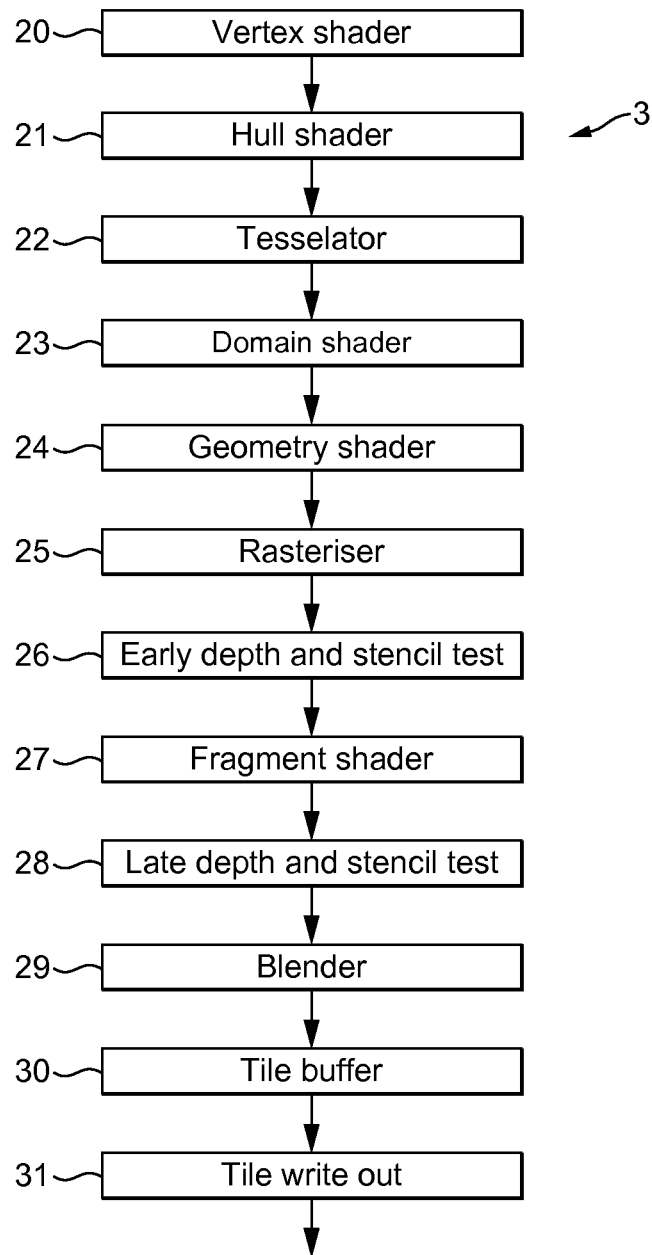 20 Vertex shader
21 Hull shader
3
22 Tesselator
23 Domain shader
24 Geometry shader
25 Rasteriser
26 Early depth and stencil test
27 Fragment shader
28 Late depth and stencil test
29 Blender
30 Tile buffer
31 Tile write out